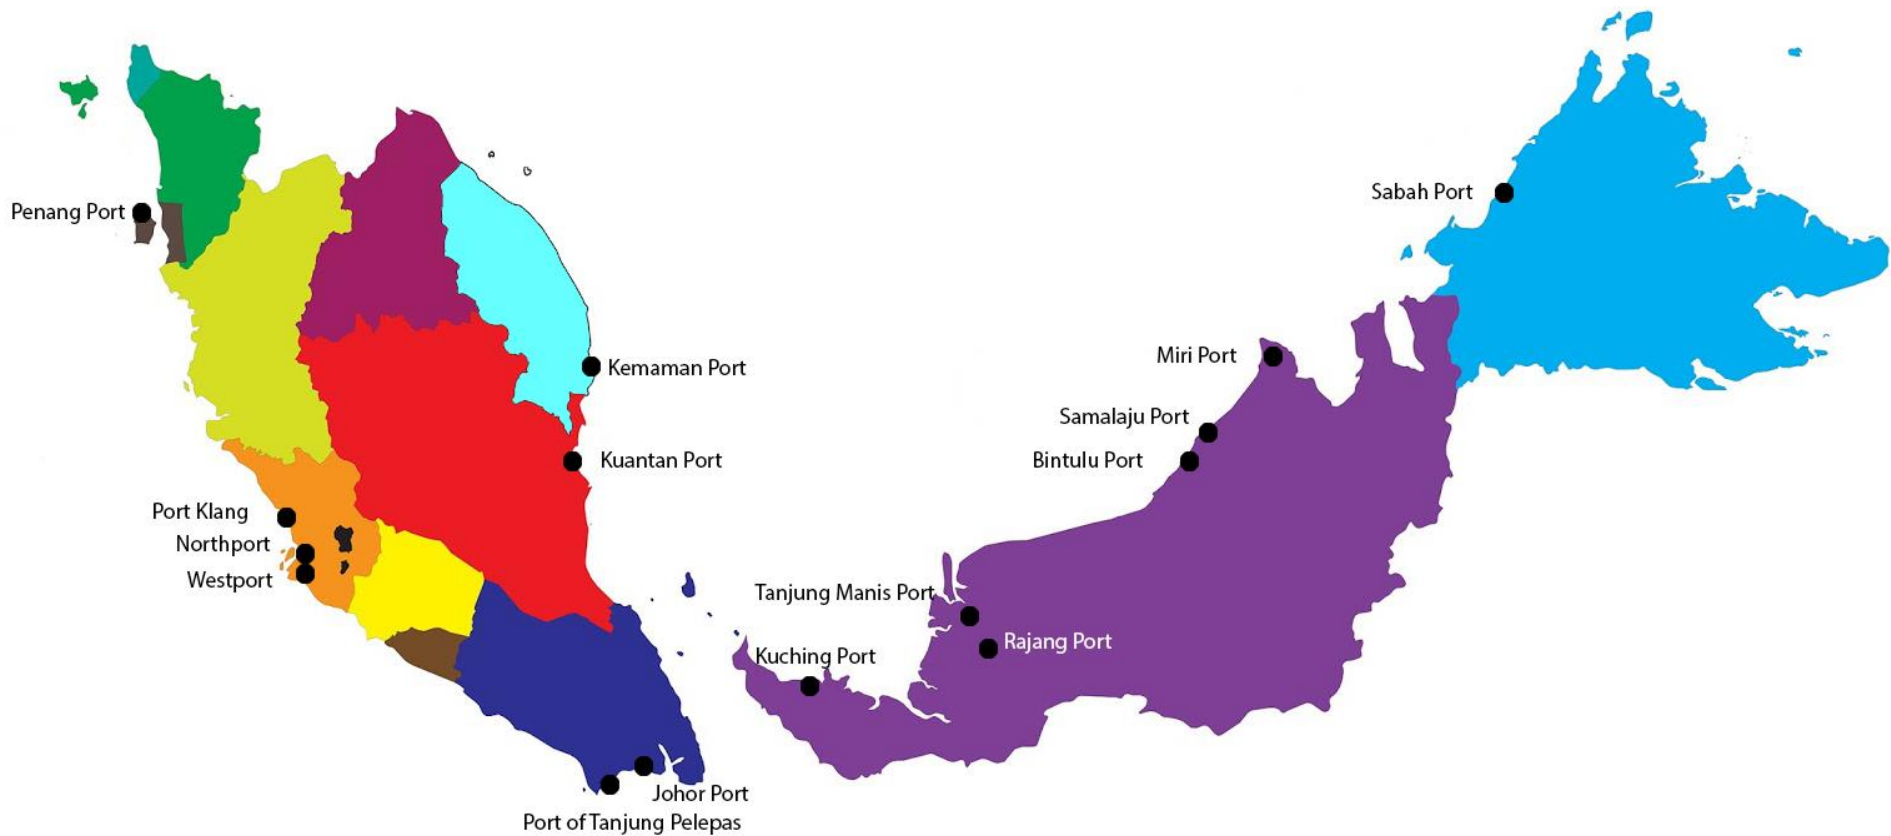 Penang Port
Sabah Port
Kemaman Port
Miri Port
Samalaju Port
Kuantan Port
Bintulu Port
Port Klang
Northport
Westport
Tanjung Manis Port
Rajang Port
Kuching Port
Johor Port
Port of Tanjung Pelepas